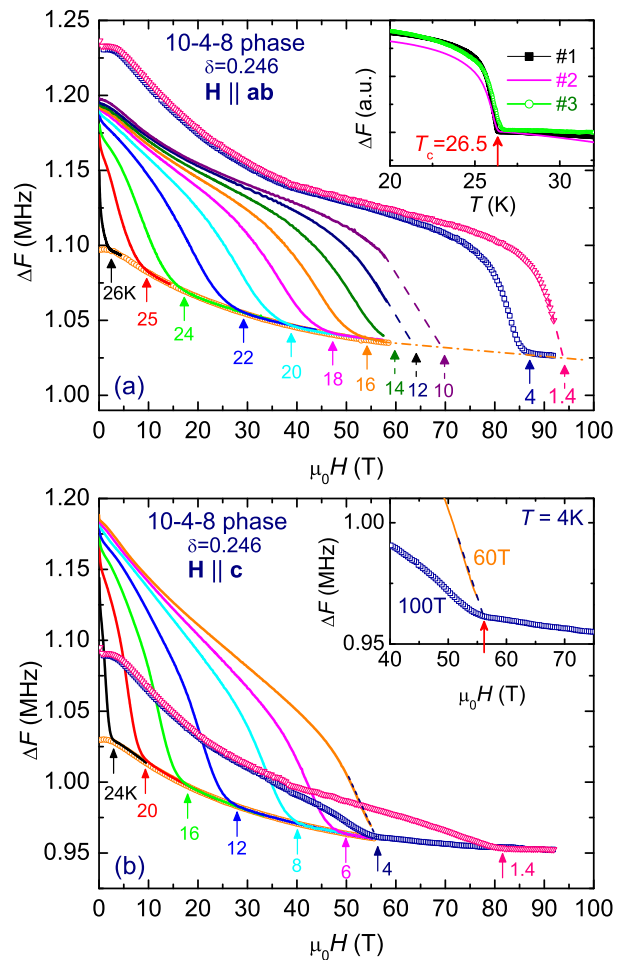 10-4-8 phase
δ=0.246
H || ab
ΔF (MHz)
1.25
1.20
1.15
1.10
1.05
1.00
(a)
26K
25
24
22
20
18
16
14
12
10
4
1.4
0 10 20 30 40 50 60 70 80 90 100
μ₀H (T)
ΔF (a.u.)
#1
#2
#3
Tc=26.5
20 25 30
T (K)
10-4-8 phase
δ=0.246
H || c
ΔF (MHz)
1.20
1.15
1.10
1.05
1.00
0.95
(b)
24K
20
16
12
8
6
4
1.4
0 10 20 30 40 50 60 70 80 90 100
μ₀H (T)
T = 4K
ΔF (MHz)
1.00
0.95
60T
100T
40 50 60 70
μ₀H (T)